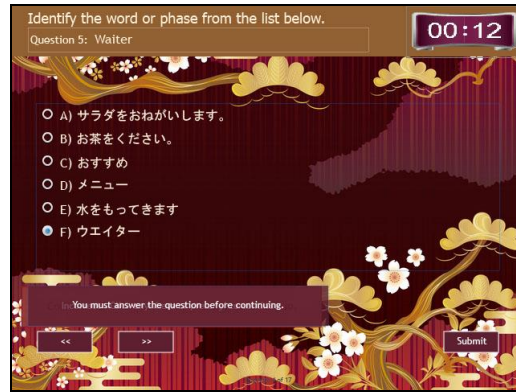 Identify the word or phase from the list below.
Question 5: Waiter
00:12
A) サラダをおねがいします。
B) お茶をください。
C) おすすめ
D) メニュー
E) 水をもってきます
F) ウエイター
You must answer the question before continuing.
<< >> Submit
of 17